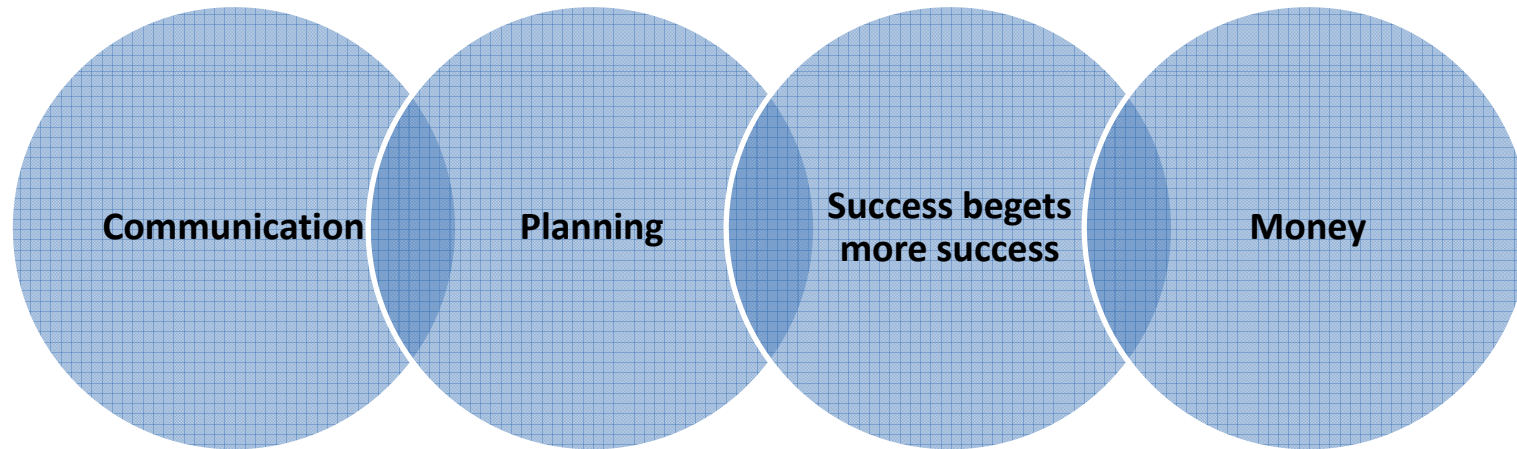 Communication
Planning
Success begets
more success
Money